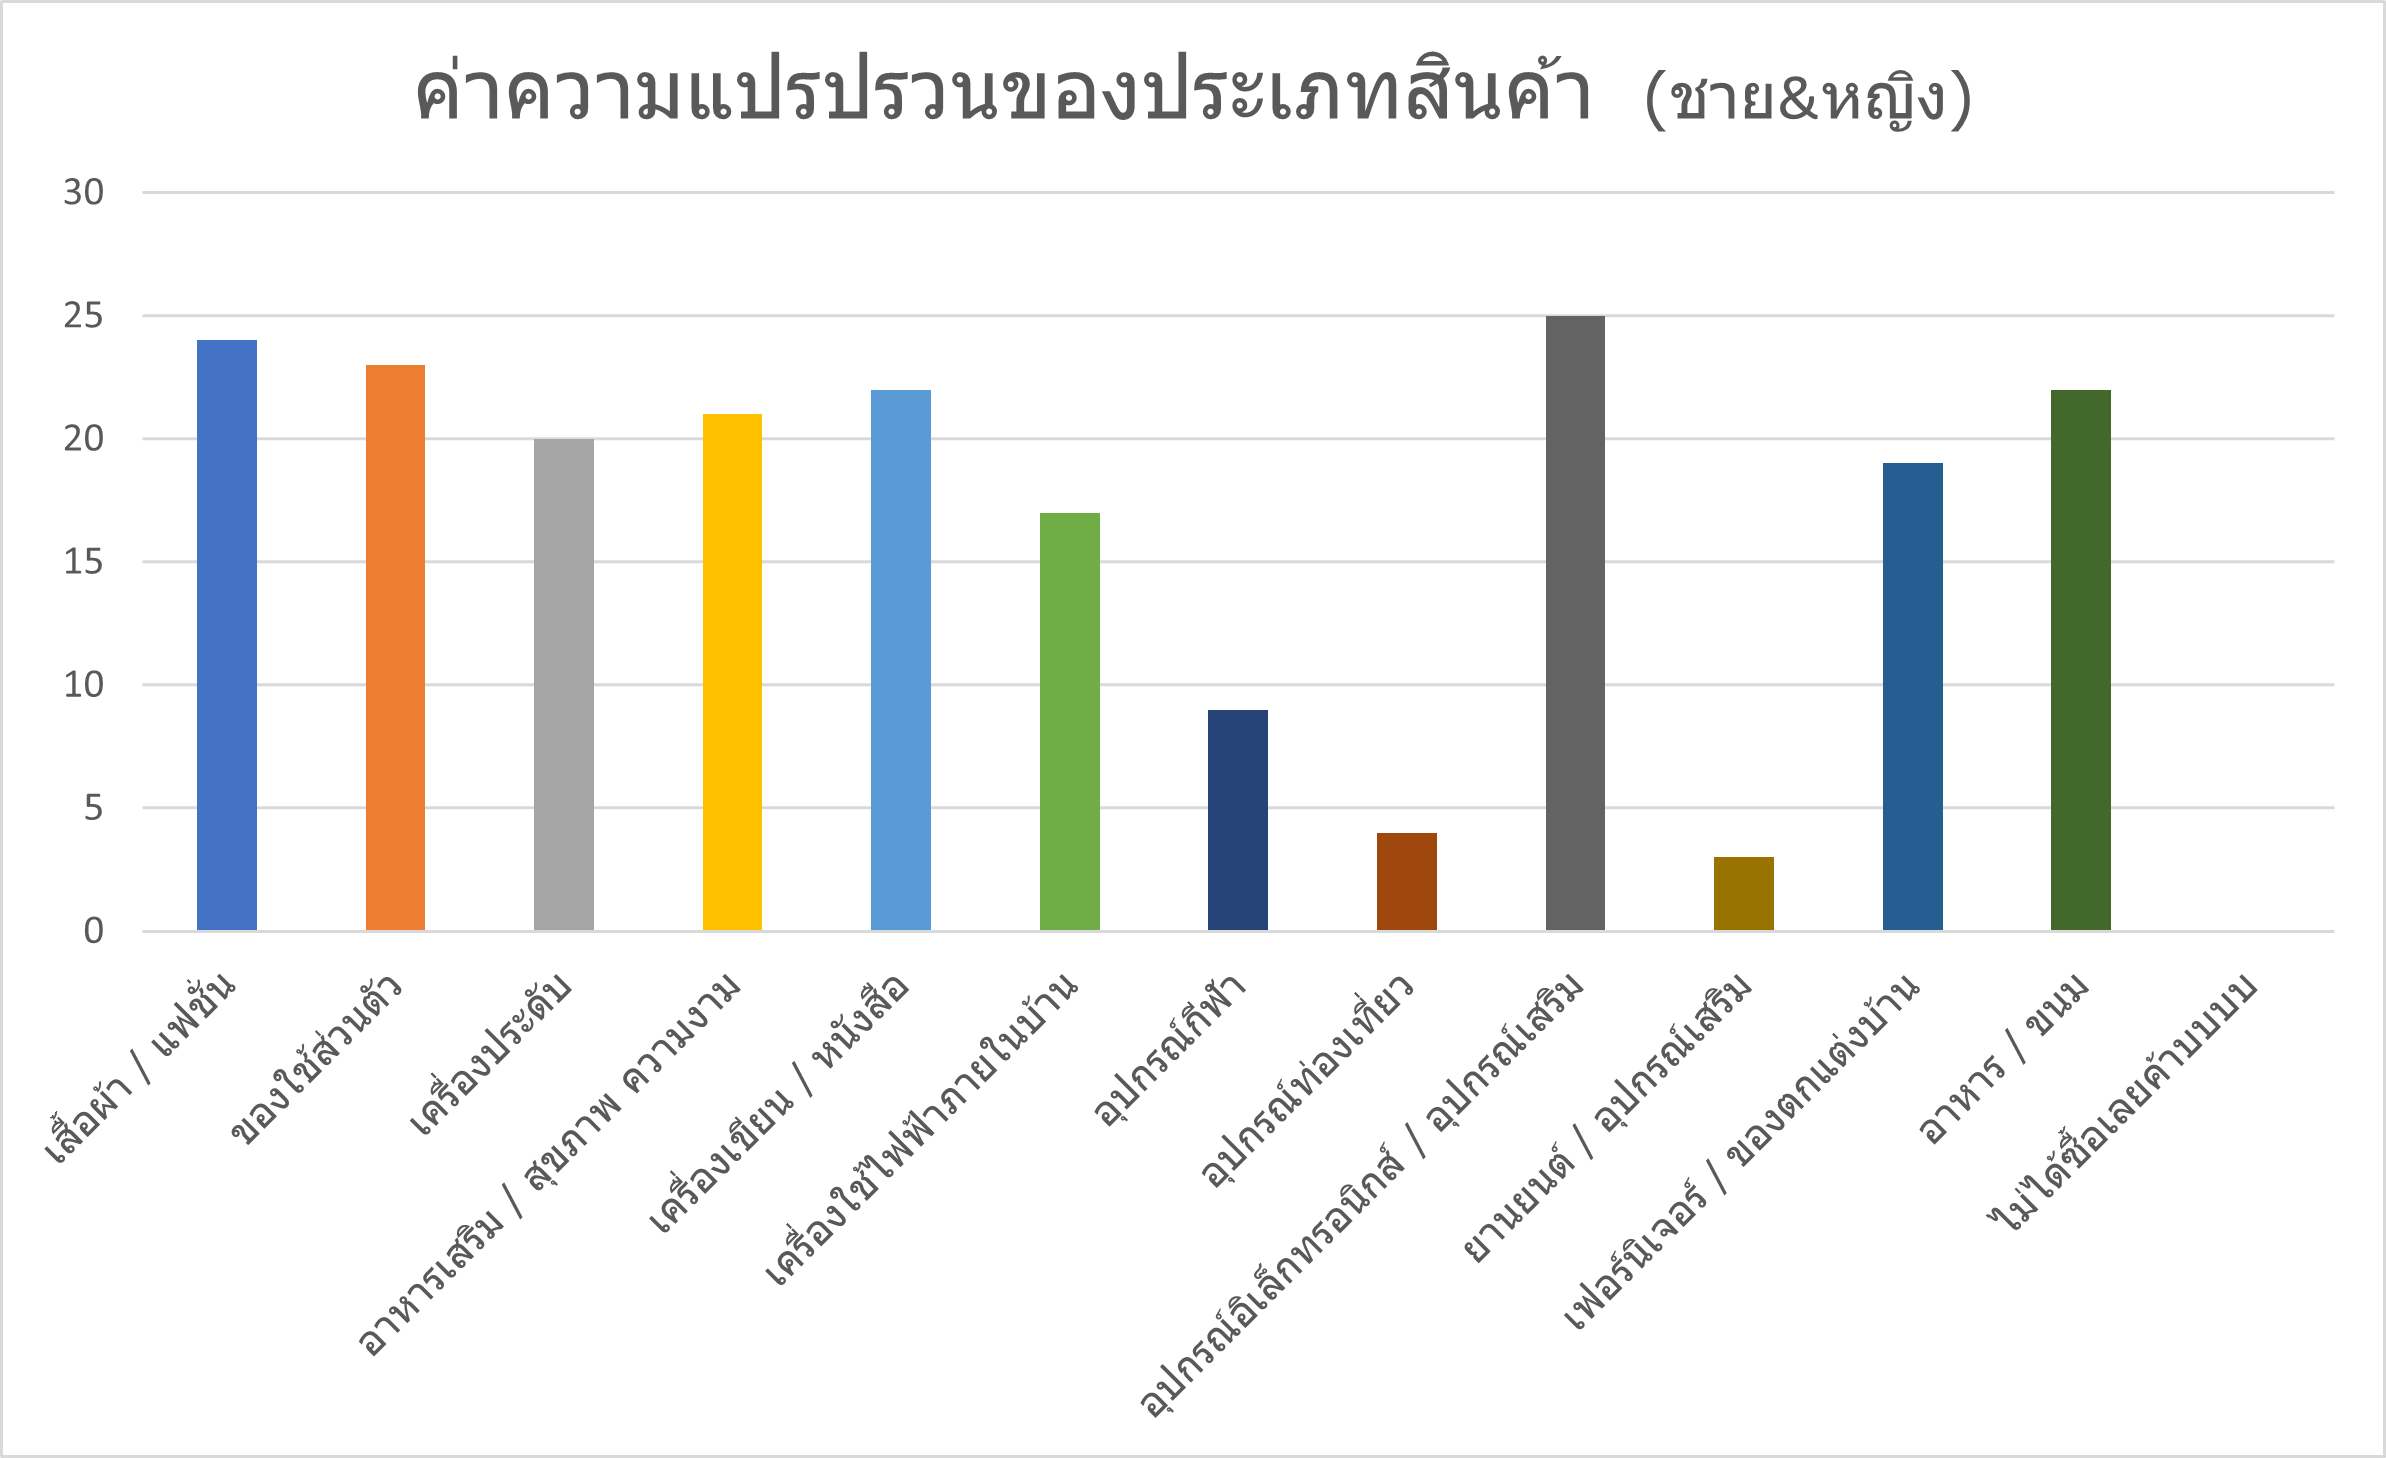 ค่าความแปรปรวนของประเภทสินค้า (ชาย&หญิง)
30
25
20
15
10
5
0
เสื้อผ้า / แฟชั่น
ของใช้ส่วนตัว
เครื่องประดับ
อาหารเสริม / สุขภาพ ความงาม
เครื่องเขียน / หนังสือ
เครื่องใช้ไฟฟ้าภายในบ้าน
อุปกรณ์กีฬา
อุปกรณ์ท่องเที่ยว
อุปกรณ์อิเล็กทรอนิกส์ / อุปกรณ์เสริม
ยานยนต์ / อุปกรณ์เสริม
เฟอร์นิเจอร์ / ของตกแต่งบ้าน
อาหาร / ขนม
ไม่ได้ซื้อเลยค้าบบบ